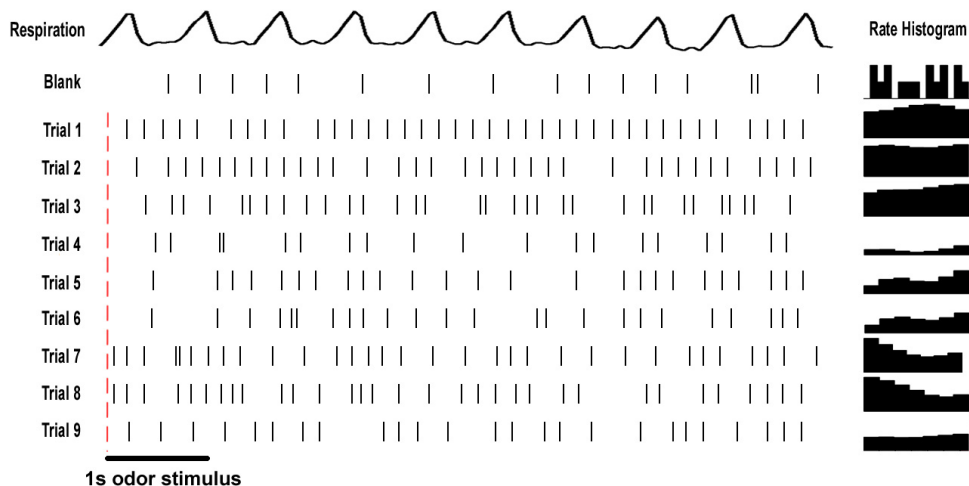 Respiration
Rate Histogram
Blank
Trial 1
Trial 2
Trial 3
Trial 4
Trial 5
Trial 6
Trial 7
Trial 8
Trial 9
1s odor stimulus